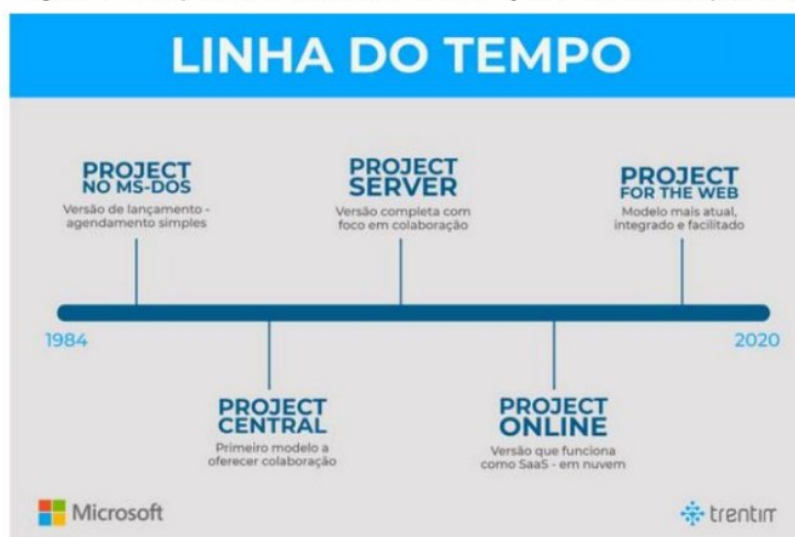 LINHA DO TEMPO
PROJECT
NO MS-DOS
Versão de lançamento -
agendamento simples
PROJECT
SERVER
Versão completa com
foco em colaboração
PROJECT
FOR THE WEB
Modelo mais atual,
integrado e facilitado
1984
2020
PROJECT
CENTRAL
Primeiro modelo a
oferecer colaboração
PROJECT
ONLINE
Versão que funciona
como SaaS - em nuvem
Microsoft